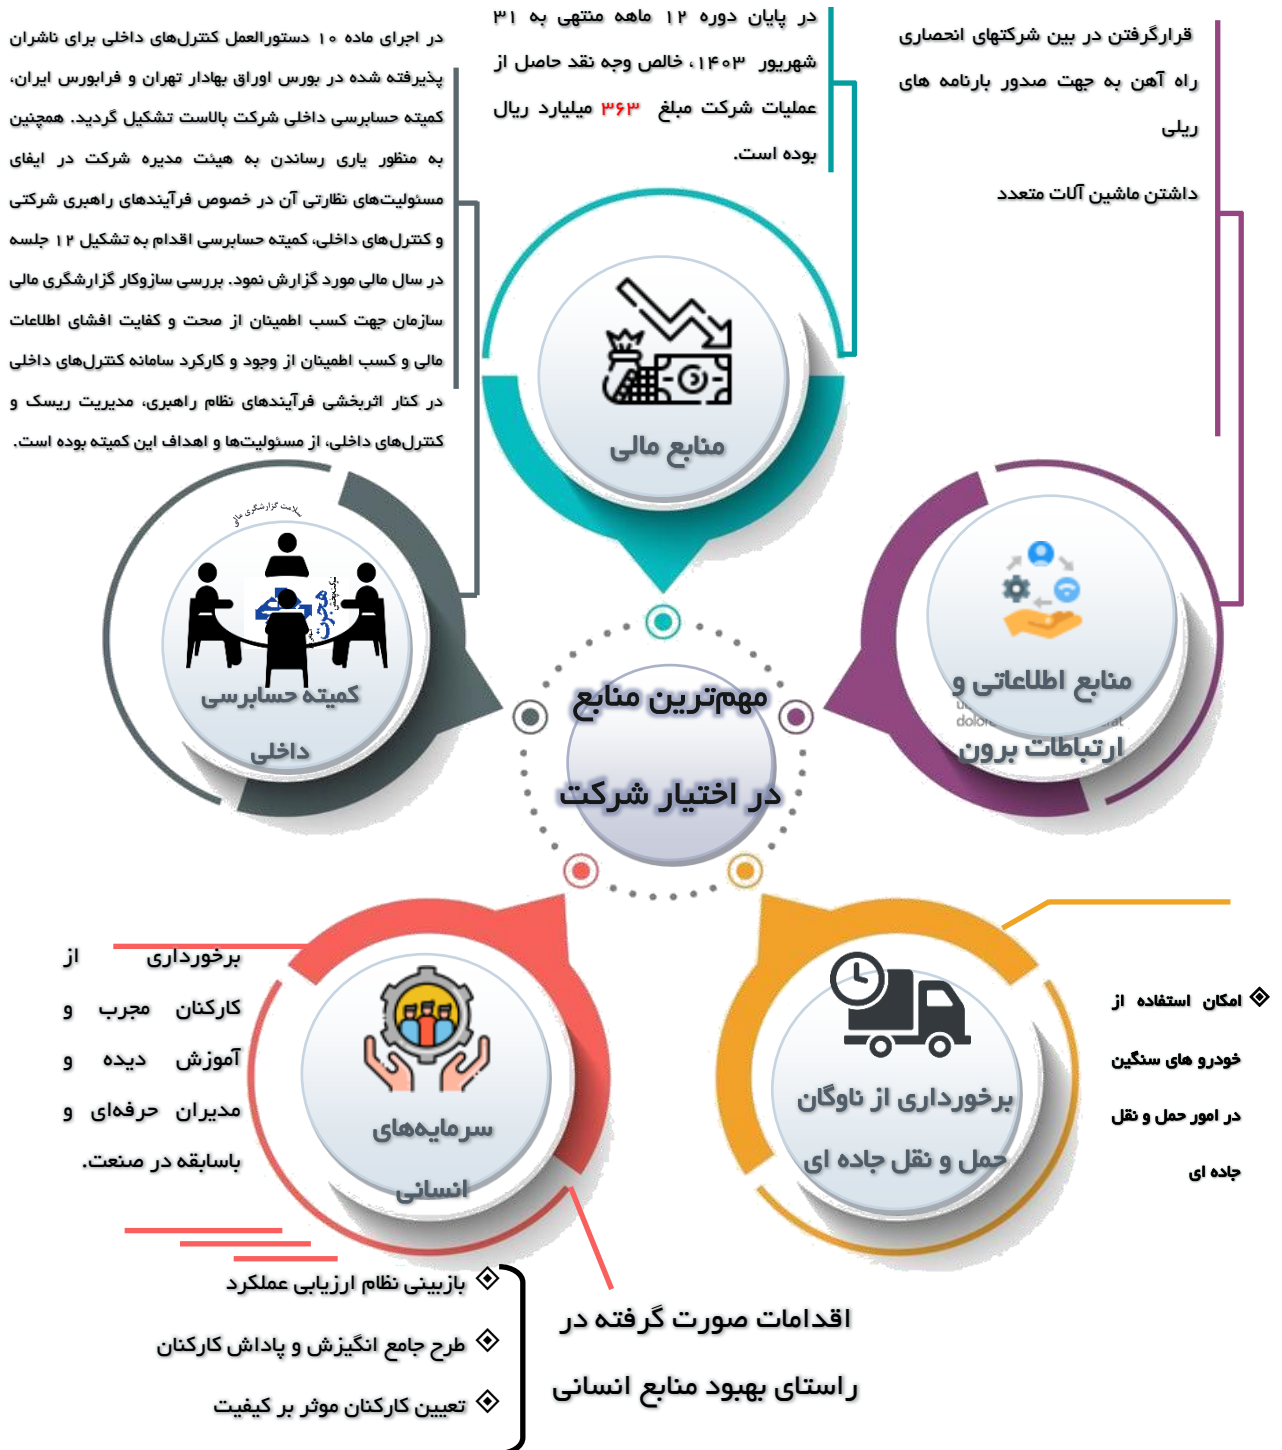 قرارگرفتن در بین شرکتهای انحصاری
راه آهن به جهت صدور بارنامه های
ریلی
داشتن ماشین آلات متعدد
در پایان دوره ۱۲ ماهه منتهی به ۳۱
شهریور ۱۴۰۳، خالص وجه نقد حاصل از
عملیات شرکت مبلغ ۳۶۳ میلیارد ریال
بوده است.
در اجرای ماده ۱۰ دستورالعمل کنترل‌های داخلی برای ناشران
پذیرفته شده در بورس اوراق بهادار تهران و فرابورس ایران،
کمیته حسابرسی داخلی شرکت بالاست تشکیل گردید. همچنین
به منظور یاری رساندن به هیئت مدیره شرکت در ایفای
مسئولیت‌های نظارتی آن در خصوص فرآیندهای راهبری شرکتی
و کنترل‌های داخلی، کمیته حسابرسی اقدام به تشکیل ۱۲ جلسه
در سال مالی مورد گزارش نمود. بررسی سازوکار گزارشگری مالی
سازمان جهت کسب اطمینان از صحت و کفایت افشای اطلاعات
مالی و کسب اطمینان از وجود و کارکرد سامانه کنترل‌های داخلی
در کنار اثربخشی فرآیندهای نظام راهبری، مدیریت ریسک و
کنترل‌های داخلی، از مسئولیت‌ها و اهداف این کمیته بوده است.
منابع مالی
سلامت گزارشگری مالی
شرکت پخش
هجرت
کمیته حسابرسی
داخلی
منابع اطلاعاتی و
ارتباطات برون
مهم‌ترین منابع
در اختیار شرکت
برخورداری از ناوگان
حمل و نقل جاده ای
امکان استفاده از
خودرو های سنگین
در امور حمل و نقل
جاده ای
سرمایه‌های
انسانی
برخورداری از
کارکنان مجرب و
آموزش دیده و
مدیران حرفه‌ای و
باسابقه در صنعت.
اقدامات صورت گرفته در
راستای بهبود منابع انسانی
بازبینی نظام ارزیابی عملکرد
طرح جامع انگیزش و پاداش کارکنان
تعیین کارکنان موثر بر کیفیت